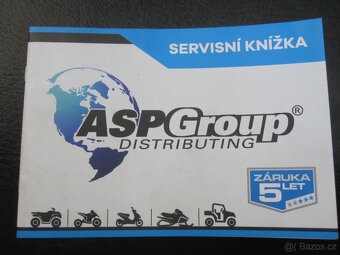 SERVISNÍ KNÍŽKA
ASPGroup®
DISTRIBUTING
ZÁRUKA
5 LET
Bazos.cz